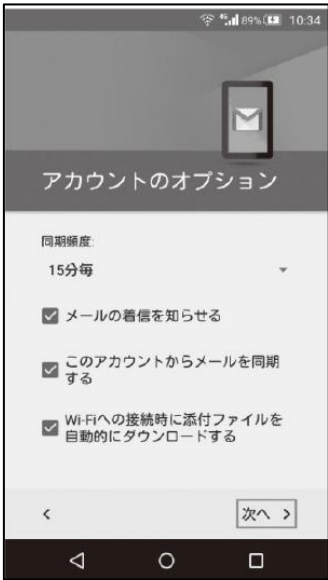 4G 89% 10:34
アカウントのオプション
同期頻度:
15分毎
メールの着信を知らせる
このアカウントからメールを同期
する
Wi-Fiへの接続時に添付ファイルを
自動的にダウンロードする
次へ